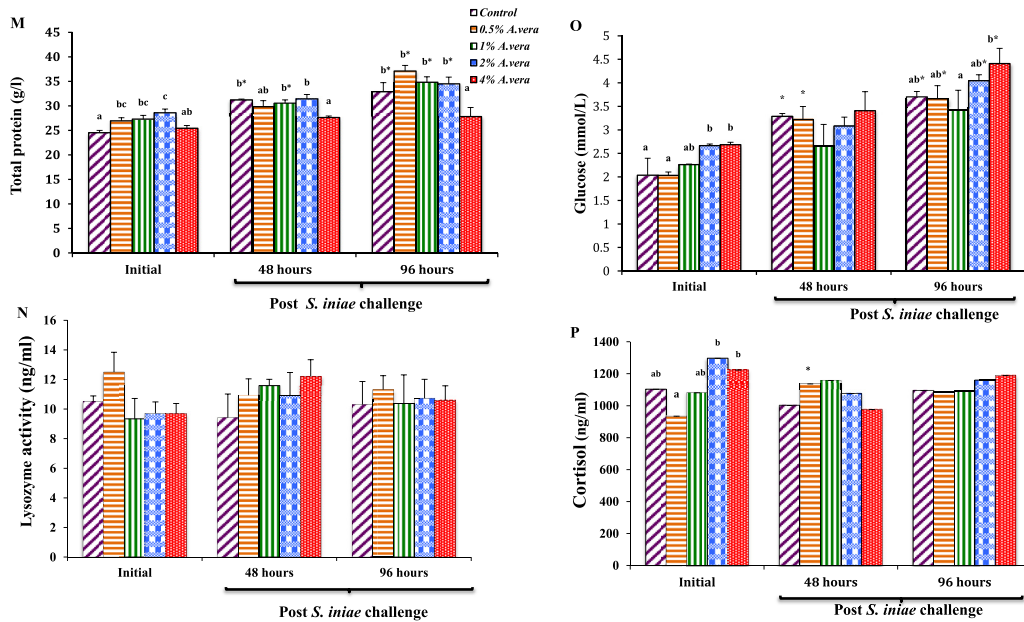 M
Total protein (g/l)
45
40
35
30
25
20
15
10
5
0
a
bc
bc
c
ab
b*
ab
b*
b
a
b*
b*
b*
b*
a
Initial
48 hours
96 hours
Post S. iniae challenge
Control
0.5% A.vera
1% A.vera
2% A.vera
4% A.vera
O
Glucose (mmol/L)
5
4.5
4
3.5
3
2.5
2
1.5
1
0.5
0
a
a
ab
b
b
*
*
ab*
ab*
a
ab*
b*
Initial
48 hours
96 hours
Post S. iniae challenge
N
Lysozyme activity (ng/ml)
16
14
12
10
8
6
4
2
0
Initial
48 hours
96 hours
Post S. iniae challenge
P
Cortisol (ng/ml)
1400
1200
1000
800
600
400
200
0
ab
a
ab
b
b
*
Initial
48 hours
96 hours
Post S. iniae challenge